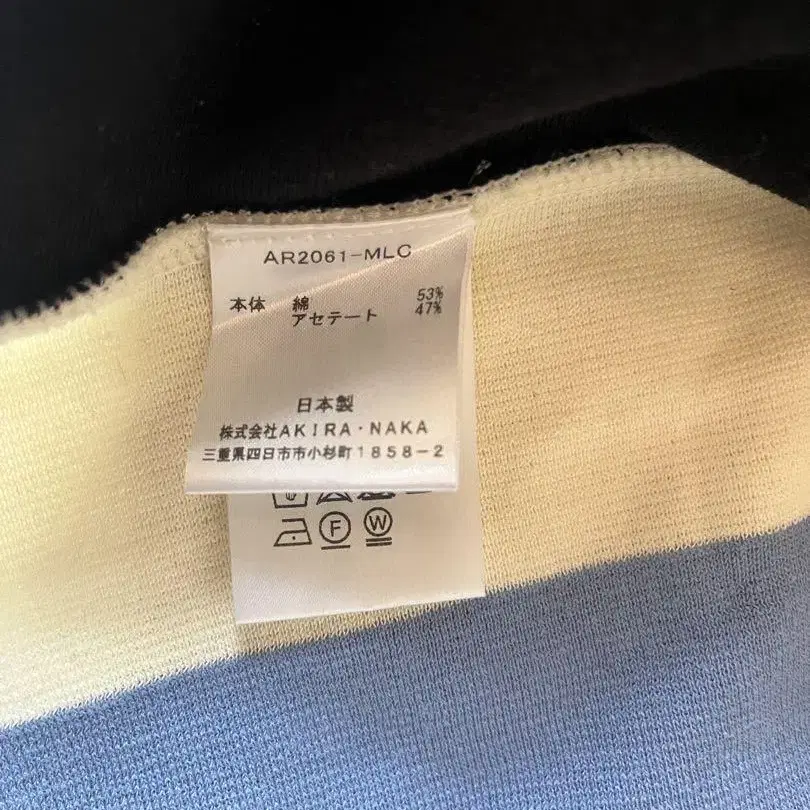 AR2061-MLC
本体 綿 53%
アセテート 47%
日本製
株式会社AKIRA・NAKA
三重県四日市市小杉町1858-2
F W